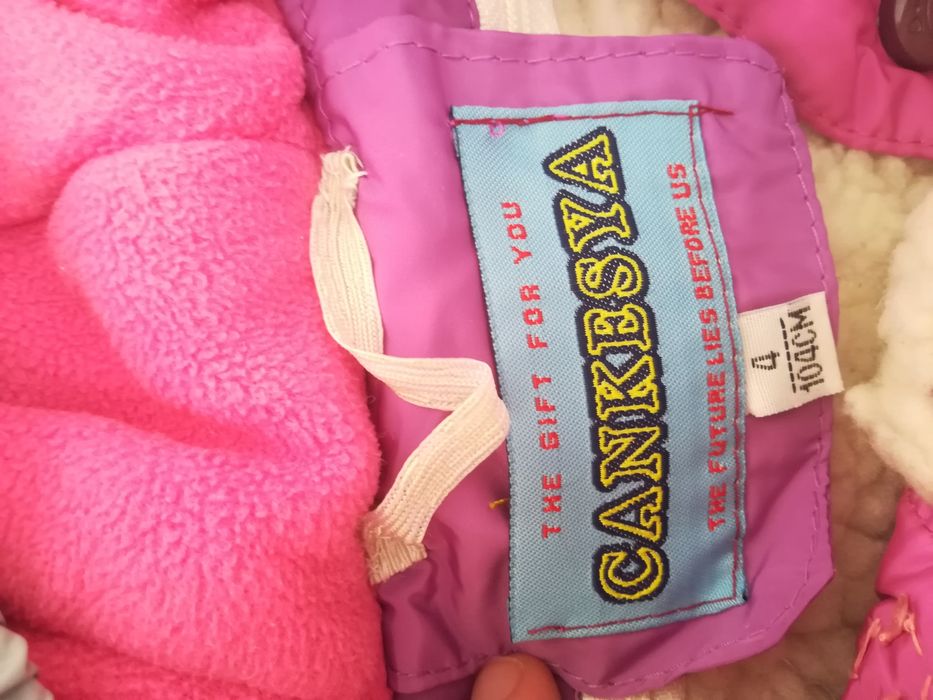 THE GIFT FOR YOU
CANKESYA
THE FUTURE LIES BEFORE US
4
104CM